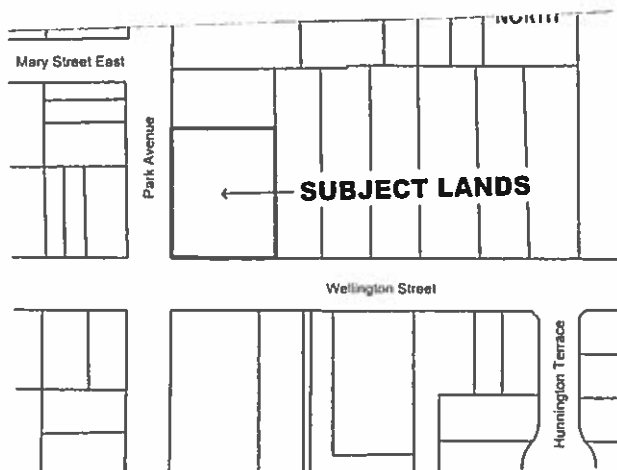 NORTH
Mary Street East
Park Avenue
SUBJECT LANDS
Wellington Street
Hunnington Terrace